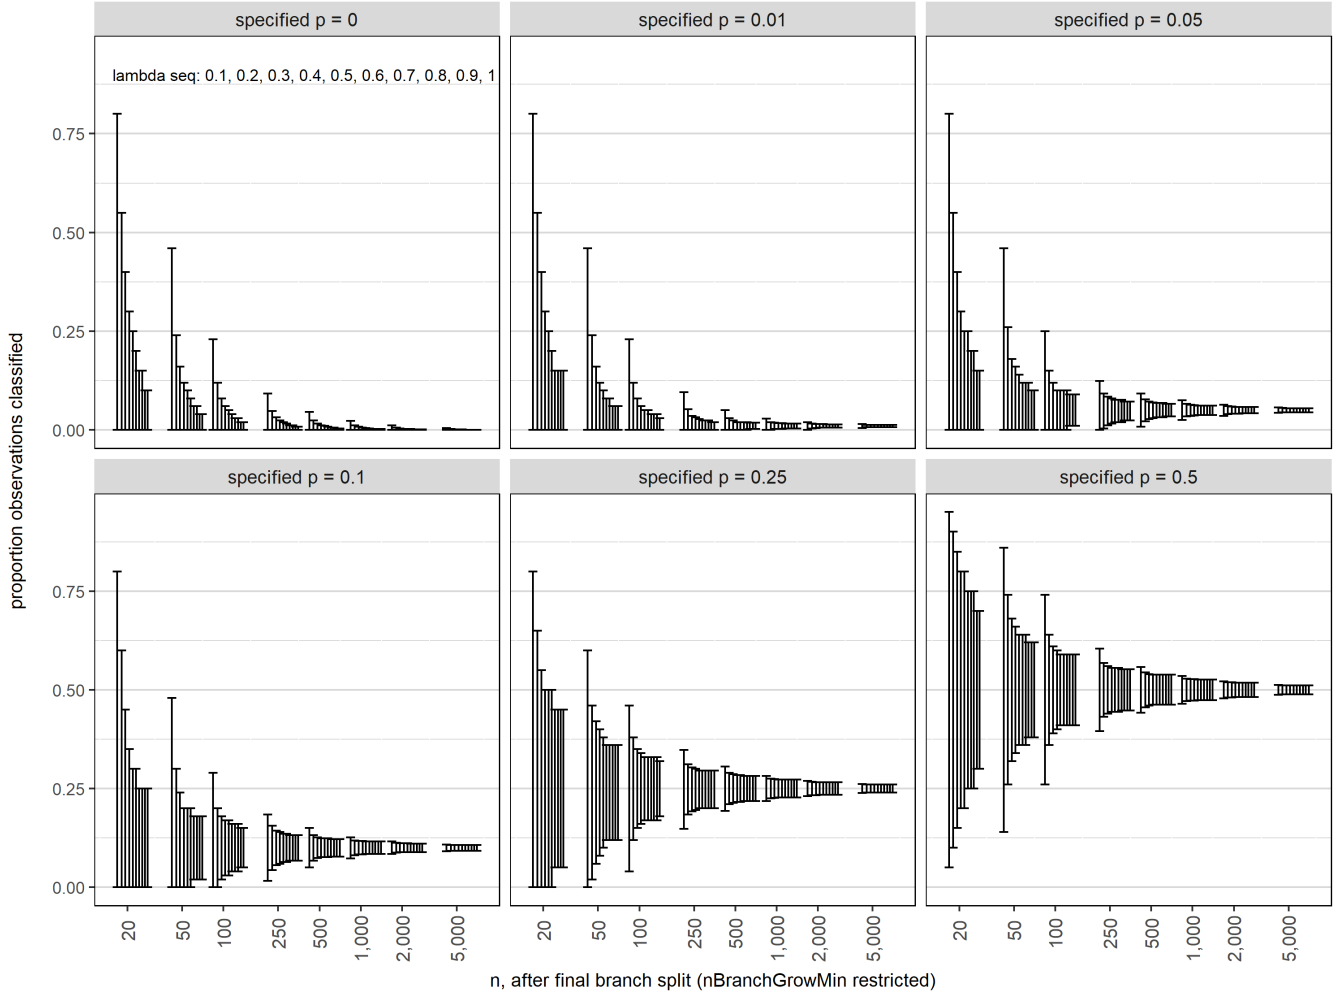 specified p = 0
specified p = 0.01
specified p = 0.05
lambda seq: 0.1, 0.2, 0.3, 0.4, 0.5, 0.6, 0.7, 0.8, 0.9, 1
0.75
0.50
0.25
0.00
specified p = 0.1
specified p = 0.25
specified p = 0.5
0.75
0.50
0.25
0.00
proportion observations classified
20 50 100 250 500 1,000 2,000 5,000
20 50 100 250 500 1,000 2,000 5,000
20 50 100 250 500 1,000 2,000 5,000
n, after final branch split (nBranchGrowMin restricted)